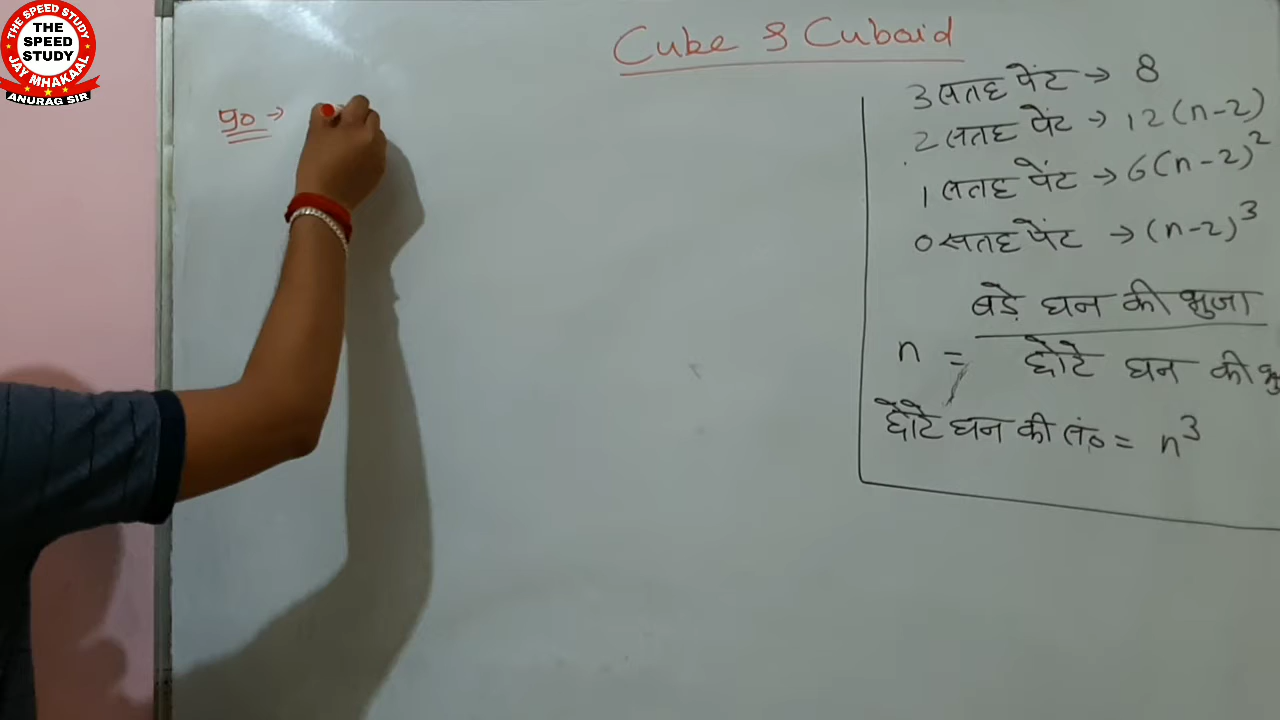 THE SPEED STUDY
THE
SPEED
STUDY
JAY MHAKAAL
ANURAG SIR
Cube & Cuboid
प्र० →
3 सतह पेंट → 8
2 सतह पेंट → 12(n-2)
1 सतह पेंट → 6(n-2)²
0 सतह पेंट → (n-2)³
n = बड़े घन की भुजा
छोटे घन की भु
छोटे घन की सं० = n³